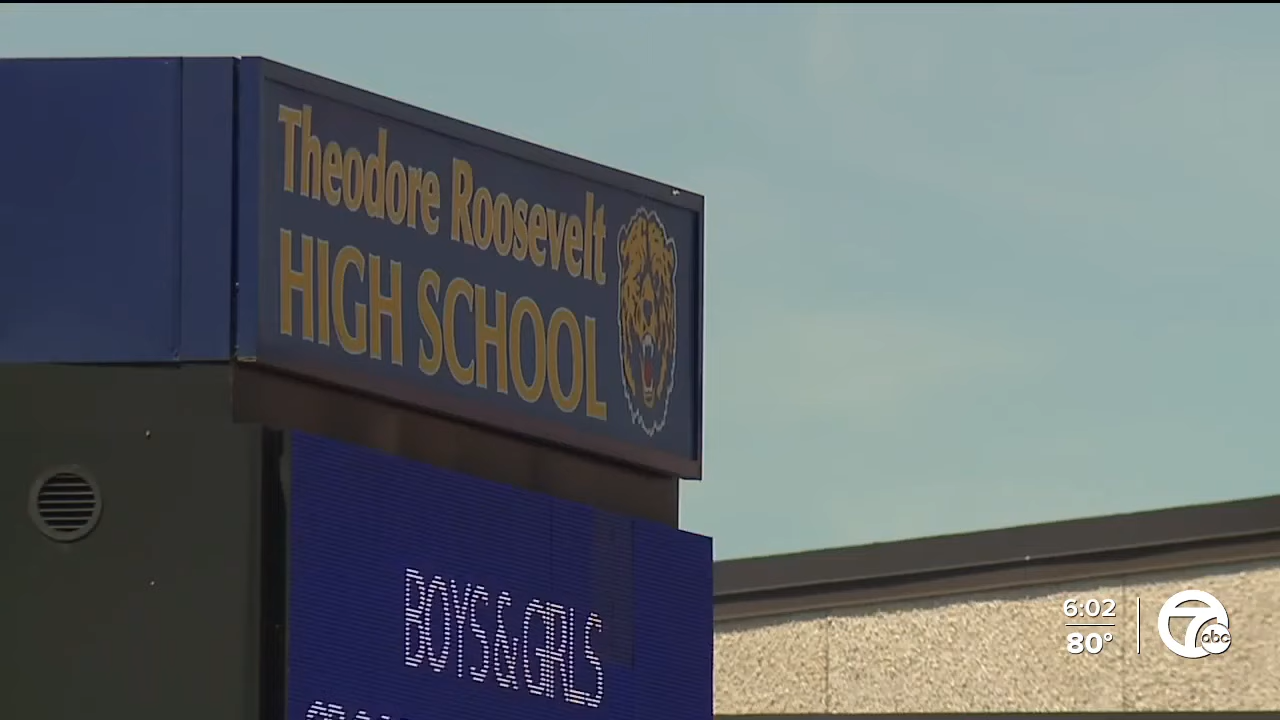 Theodore Roosevelt
HIGH SCHOOL
BOYS & GIRLS
6:02
80°
7 abc